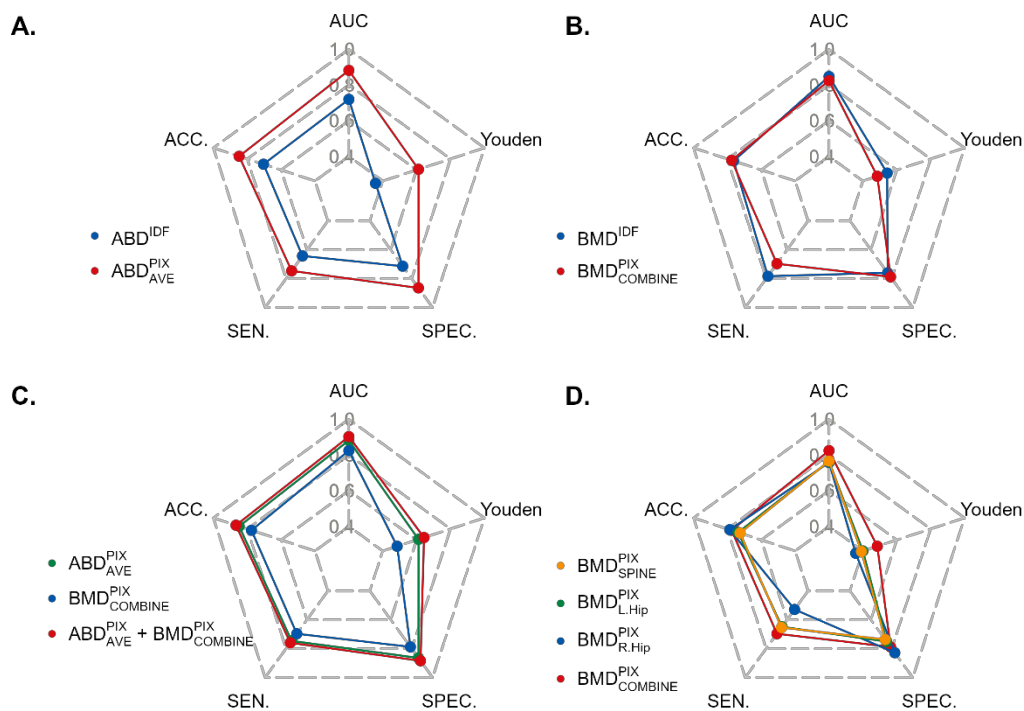 A.
AUC
1.0
0.8
0.6
0.4
Youden
SPEC.
SEN.
ACC.
ABD^IDF
ABD^PIX_AVE
B.
AUC
1.0
0.8
0.6
0.4
Youden
SPEC.
SEN.
ACC.
BMD^IDF
BMD^PIX_COMBINE
C.
AUC
1.0
0.8
0.6
0.4
Youden
SPEC.
SEN.
ACC.
ABD^PIX_AVE
BMD^PIX_COMBINE
ABD^PIX_AVE + BMD^PIX_COMBINE
D.
AUC
1.0
0.8
0.6
0.4
Youden
SPEC.
SEN.
ACC.
BMD^PIX_SPINE
BMD^PIX_L.Hip
BMD^PIX_R.Hip
BMD^PIX_COMBINE